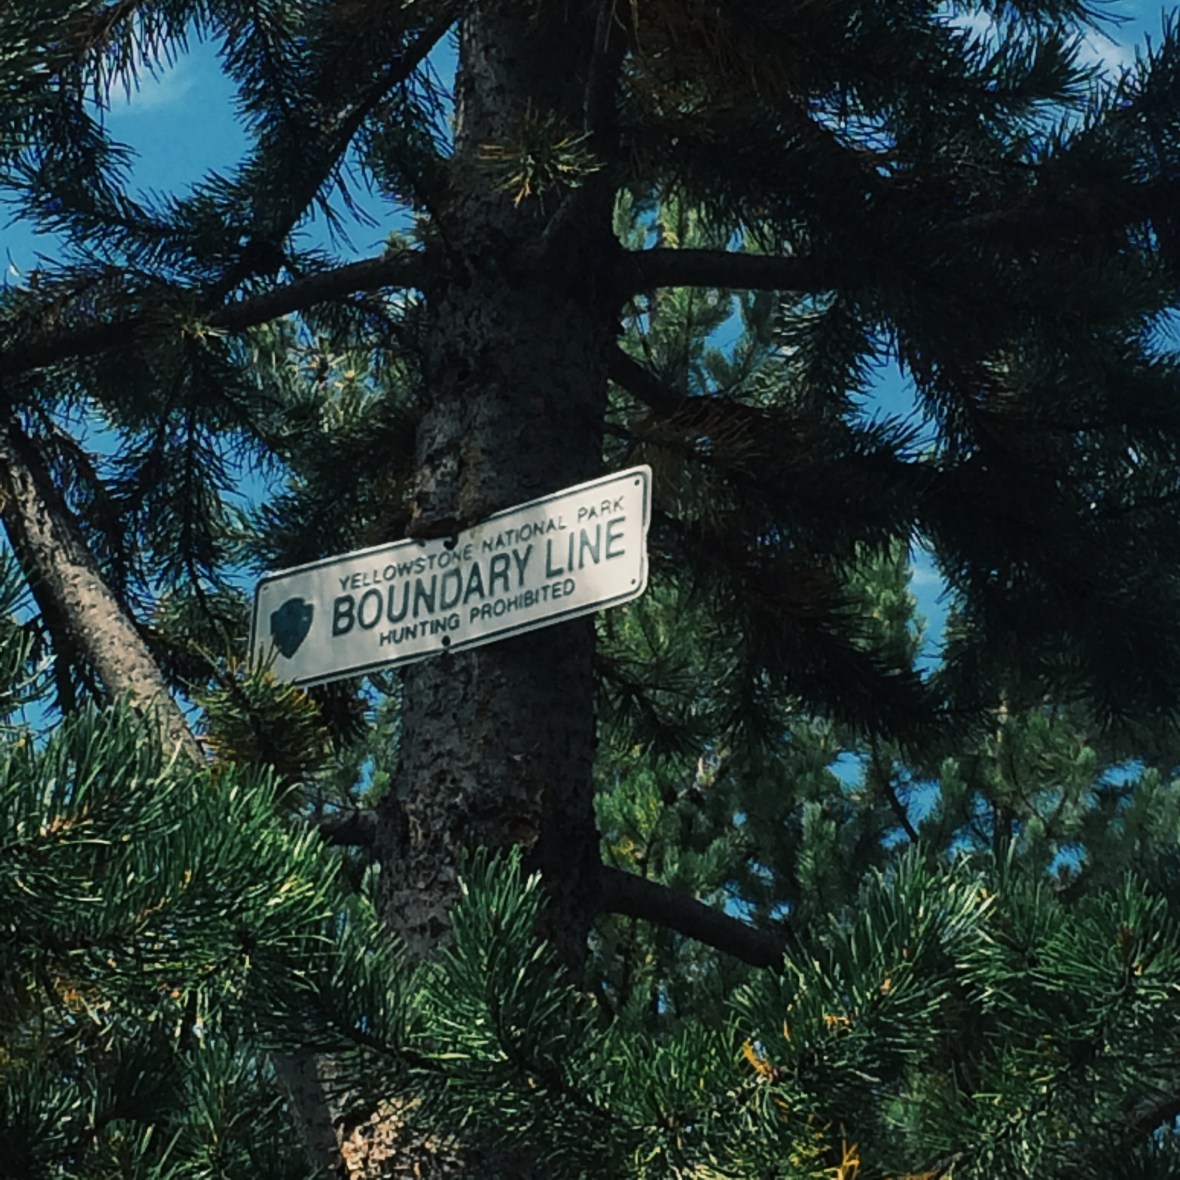 YELLOWSTONE NATIONAL PARK
BOUNDARY LINE
HUNTING PROHIBITED